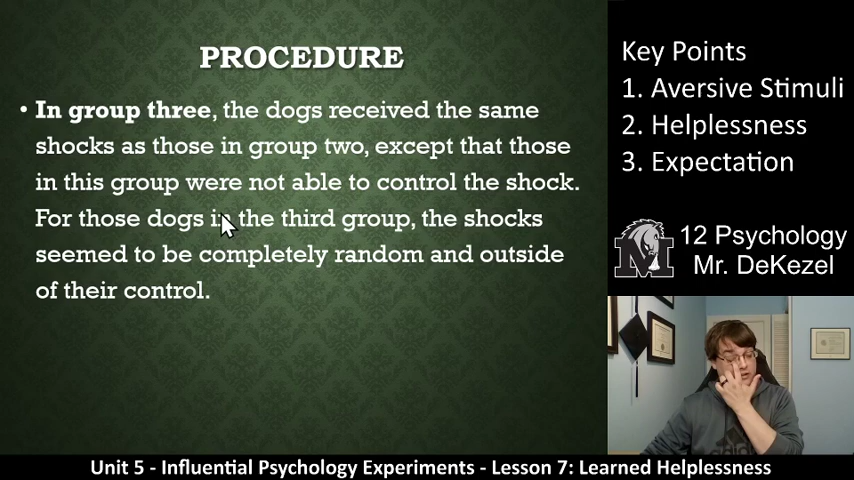 PROCEDURE
• In group three, the dogs received the same
shocks as those in group two, except that those
in this group were not able to control the shock.
For those dogs in the third group, the shocks
seemed to be completely random and outside
of their control.
Key Points
1. Aversive Stimuli
2. Helplessness
3. Expectation
M
12 Psychology
Mr. DeKezel
Unit 5 - Influential Psychology Experiments - Lesson 7: Learned Helplessness